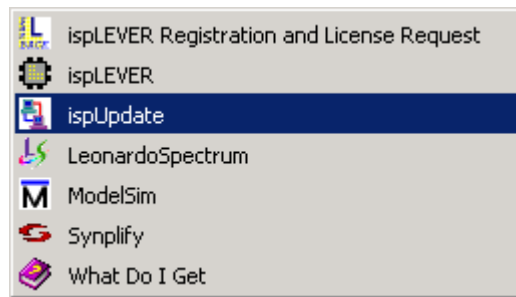 ispLEVER Registration and License Request
ispLEVER
ispUpdate
LeonardoSpectrum
ModelSim
Synplify
What Do I Get